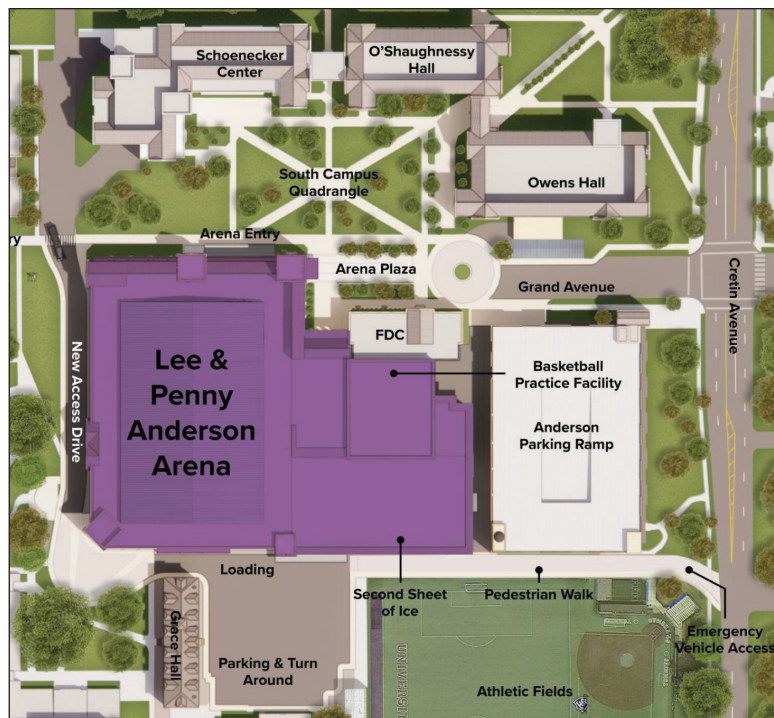 Schoenecker
Center
O'Shaughnessy
Hall
South Campus
Quadrangle
Owens Hall
ry
Arena Entry
Arena Plaza
Grand Avenue
Cretin Avenue
FDC
New Access Drive
Lee &
Penny
Anderson
Arena
Basketball
Practice Facility
Anderson
Parking Ramp
Loading
Second Sheet
of Ice
Pedestrian Walk
Emergency
Vehicle Access
Grace Hall
Parking & Turn
Around
Athletic Fields